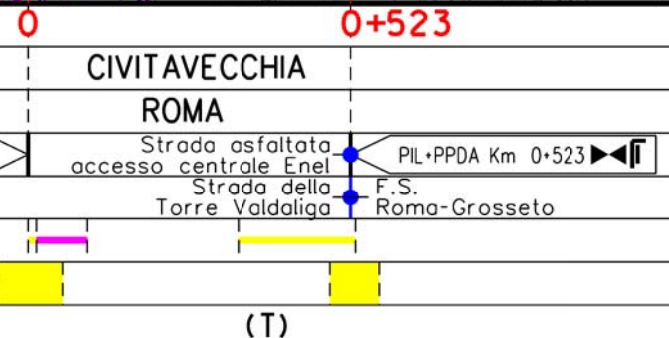 0 0+523
CIVITAVECCHIA
ROMA
Strada asfaltata
accesso centrale Enel
PIL+PPDA Km 0+523
Strada della
Torre Valdaliga
F.S.
Roma-Grosseto
(T)